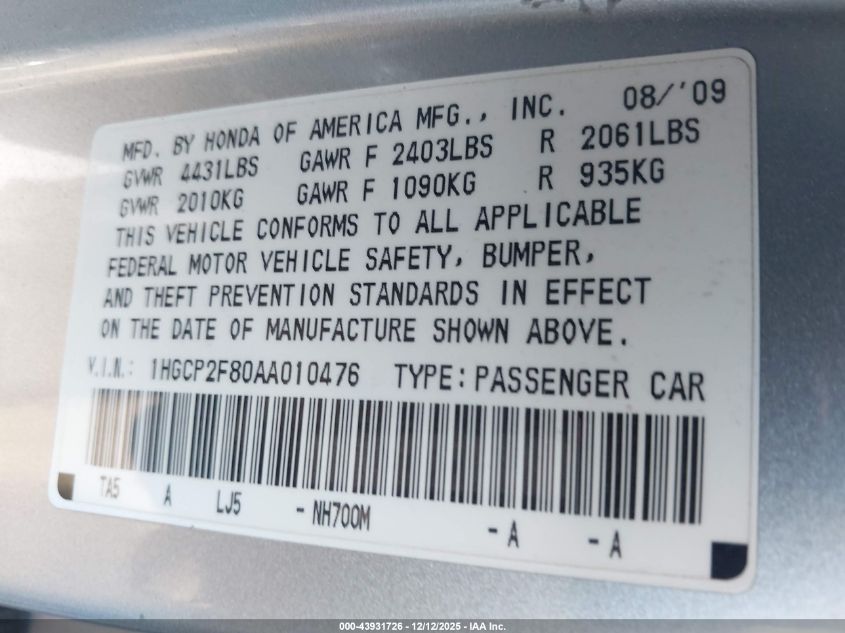 MFD. BY HONDA OF AMERICA MFG., INC. 08/'09
GVWR 4431LBS GAWR F 2403LBS R 2061LBS
GVWR 2010KG GAWR F 1090KG R 935KG
THIS VEHICLE CONFORMS TO ALL APPLICABLE
FEDERAL MOTOR VEHICLE SAFETY, BUMPER,
AND THEFT PREVENTION STANDARDS IN EFFECT
ON THE DATE OF MANUFACTURE SHOWN ABOVE.
V.I.N.: 1HGCP2F80AA010476 TYPE: PASSENGER CAR
TA5 A LJ5 - NH700M - A - A
000-43931726 - 12/12/2025 - IAA Inc.